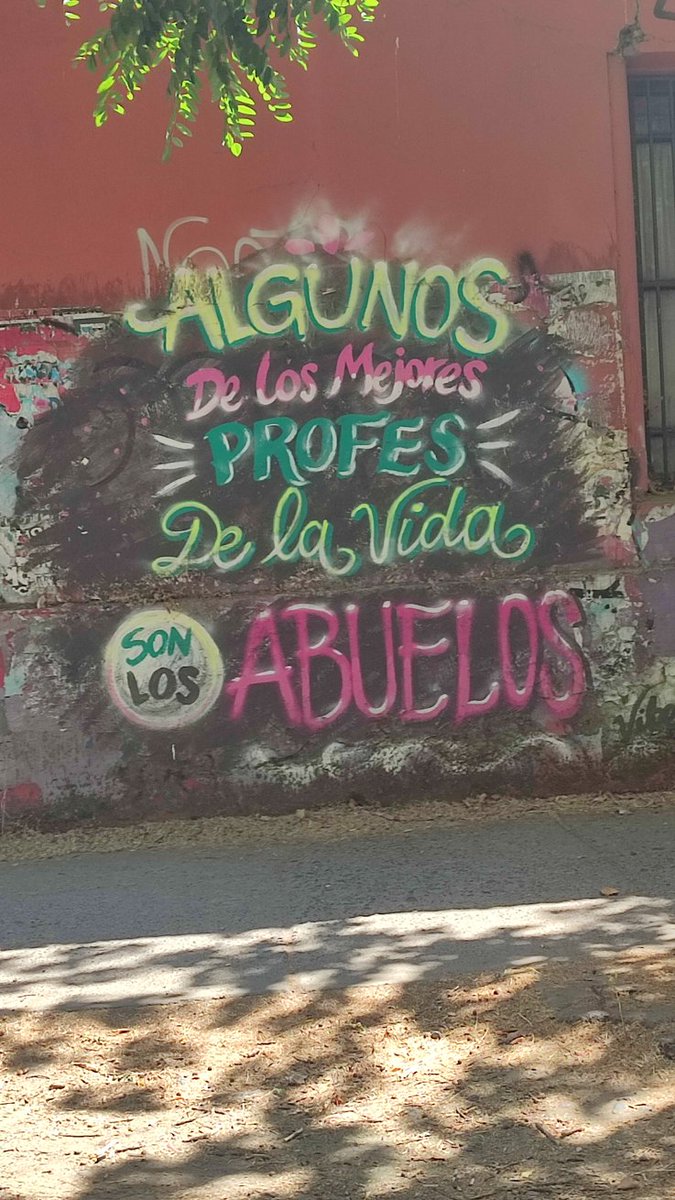 ALGUNOS
De los Mejores
PROFES
De la Vida
SON
LOS
ABUELOS